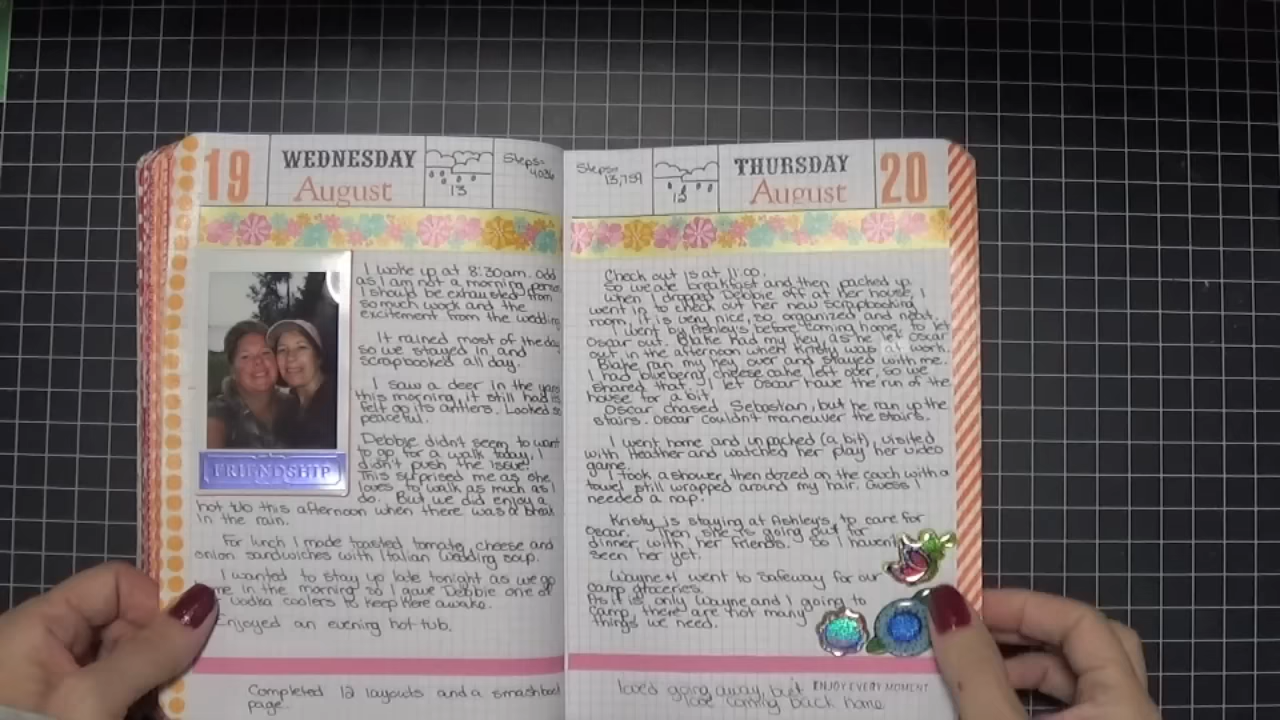 19 WEDNESDAY August 13 Steps= 4036
I woke up at 8:30am. Odd
as I am not a morning person
I should be exhausted from
so much work and the
excitement from the wedding
It rained most of the day
so we stayed in and
scrapbooked all day.
I saw a deer in the yard
this morning, it still had its
felt on its antlers. Looked so
peaceful.
Debbie didn't seem to want
to go for a walk today, I
didn't push the issue.
This surprised me as she
loves to walk as much as I
do. But we did enjoy a
hot tub this afternoon when there was a break
in the rain.
For lunch I made toasted tomato, cheese and
onion sandwiches with Italian Wedding soup.
I wanted to stay up late tonight as we go
me in the morning so I gave Debbie one of
vodka coolers to keep here awake.
Enjoyed an evening hot tub.
Completed 12 layouts and a smashbook
page.
FRIENDSHIP
Steps= 13,759 12 THURSDAY August 20
Check out is at 11:00.
So we ate breakfast and then packed up
When I dropped Debbie off at her house, I
went in to check out her new scrapbooking
room, it is very nice, so organized and neat.
I went by Ashley's before coming home, to let
Oscar out. Blake had my key, as he let Oscar
out in the afternoon when Kristy was at work.
Blake ran my key over and stayed with me.
I had blueberry cheese cake left over, so we
shared that. I let Oscar have the run of the
house for a bit.
Oscar chased Sebastian, but he ran up the
stairs. Oscar couldn't maneuver the stairs.
I went home and unpacked (a bit), visited
with Heather and watched her play her video
game.
I took a shower, then dozed on the couch with a
towel still wrapped around my hair. Guess I
needed a nap.
Kristy is staying at Ashley's, to care for
Oscar. Then she is going out for
dinner with her friends. So I haven't
seen her yet.
Wayne & I went to Safeway for our
camp groceries.
As it is only Wayne and I going to
camp, there are not many
things we need.
loved going away, but ENJOY EVERY MOMENT
love coming back home